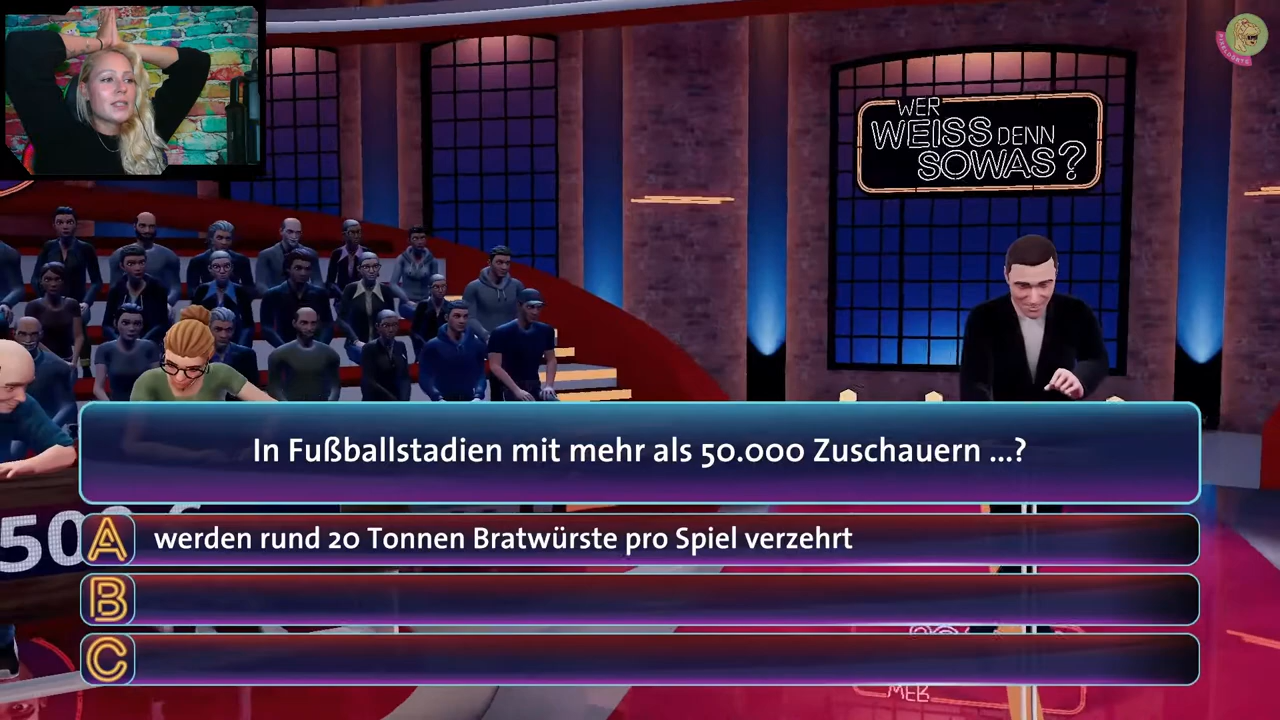 WER
WEISS DENN
SOWAS?
In Fußballstadien mit mehr als 50.000 Zuschauern ...?
50
A werden rund 20 Tonnen Bratwürste pro Spiel verzehrt
B
C